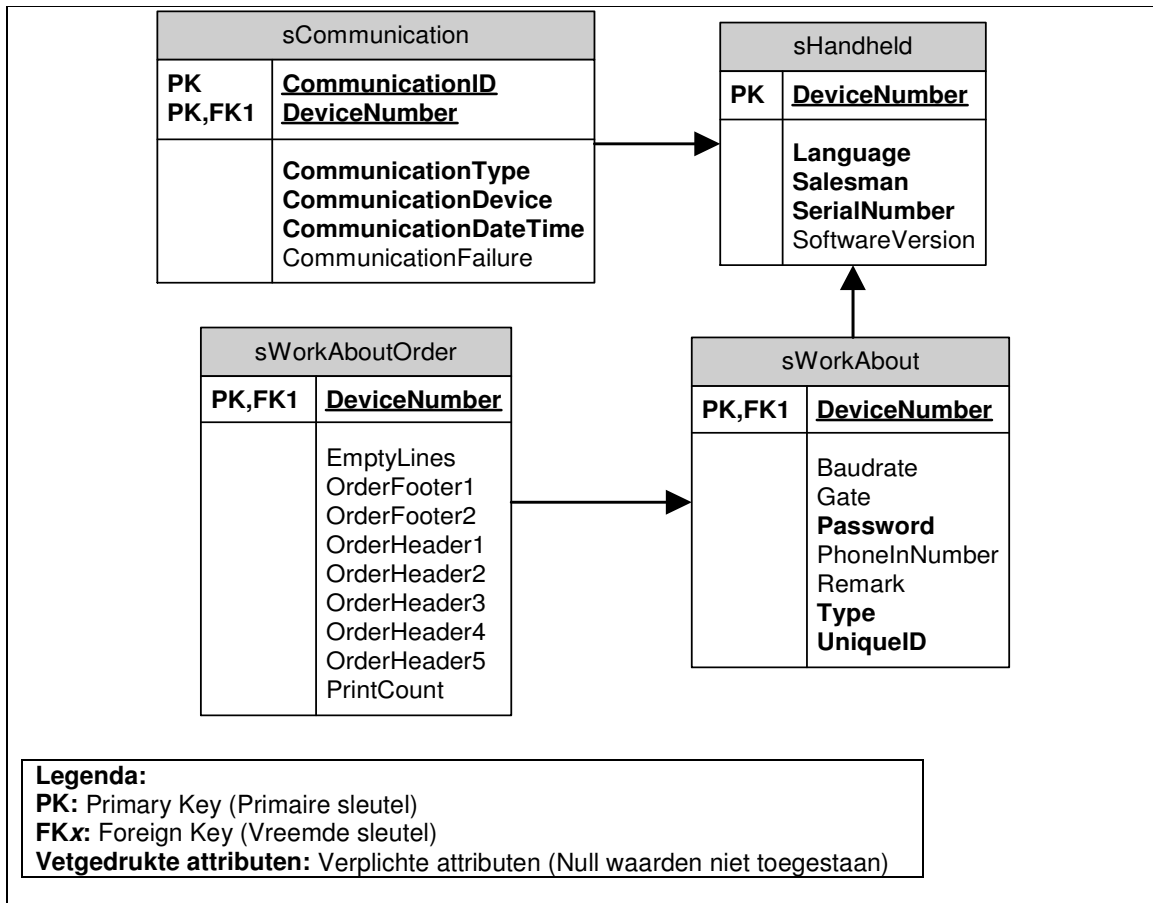 sCommunication
PK CommunicationID
PK,FK1 DeviceNumber
CommunicationType
CommunicationDevice
CommunicationDateTime
CommunicationFailure
sHandheld
PK DeviceNumber
Language
Salesman
SerialNumber
SoftwareVersion
sWorkAboutOrder
PK,FK1 DeviceNumber
EmptyLines
OrderFooter1
OrderFooter2
OrderHeader1
OrderHeader2
OrderHeader3
OrderHeader4
OrderHeader5
PrintCount
sWorkAbout
PK,FK1 DeviceNumber
Baudrate
Gate
Password
PhoneInNumber
Remark
Type
UniqueID
Legenda:
PK: Primary Key (Primaire sleutel)
FKx: Foreign Key (Vreemde sleutel)
Vetgedrukte attributen: Verplichte attributen (Null waarden niet toegestaan)